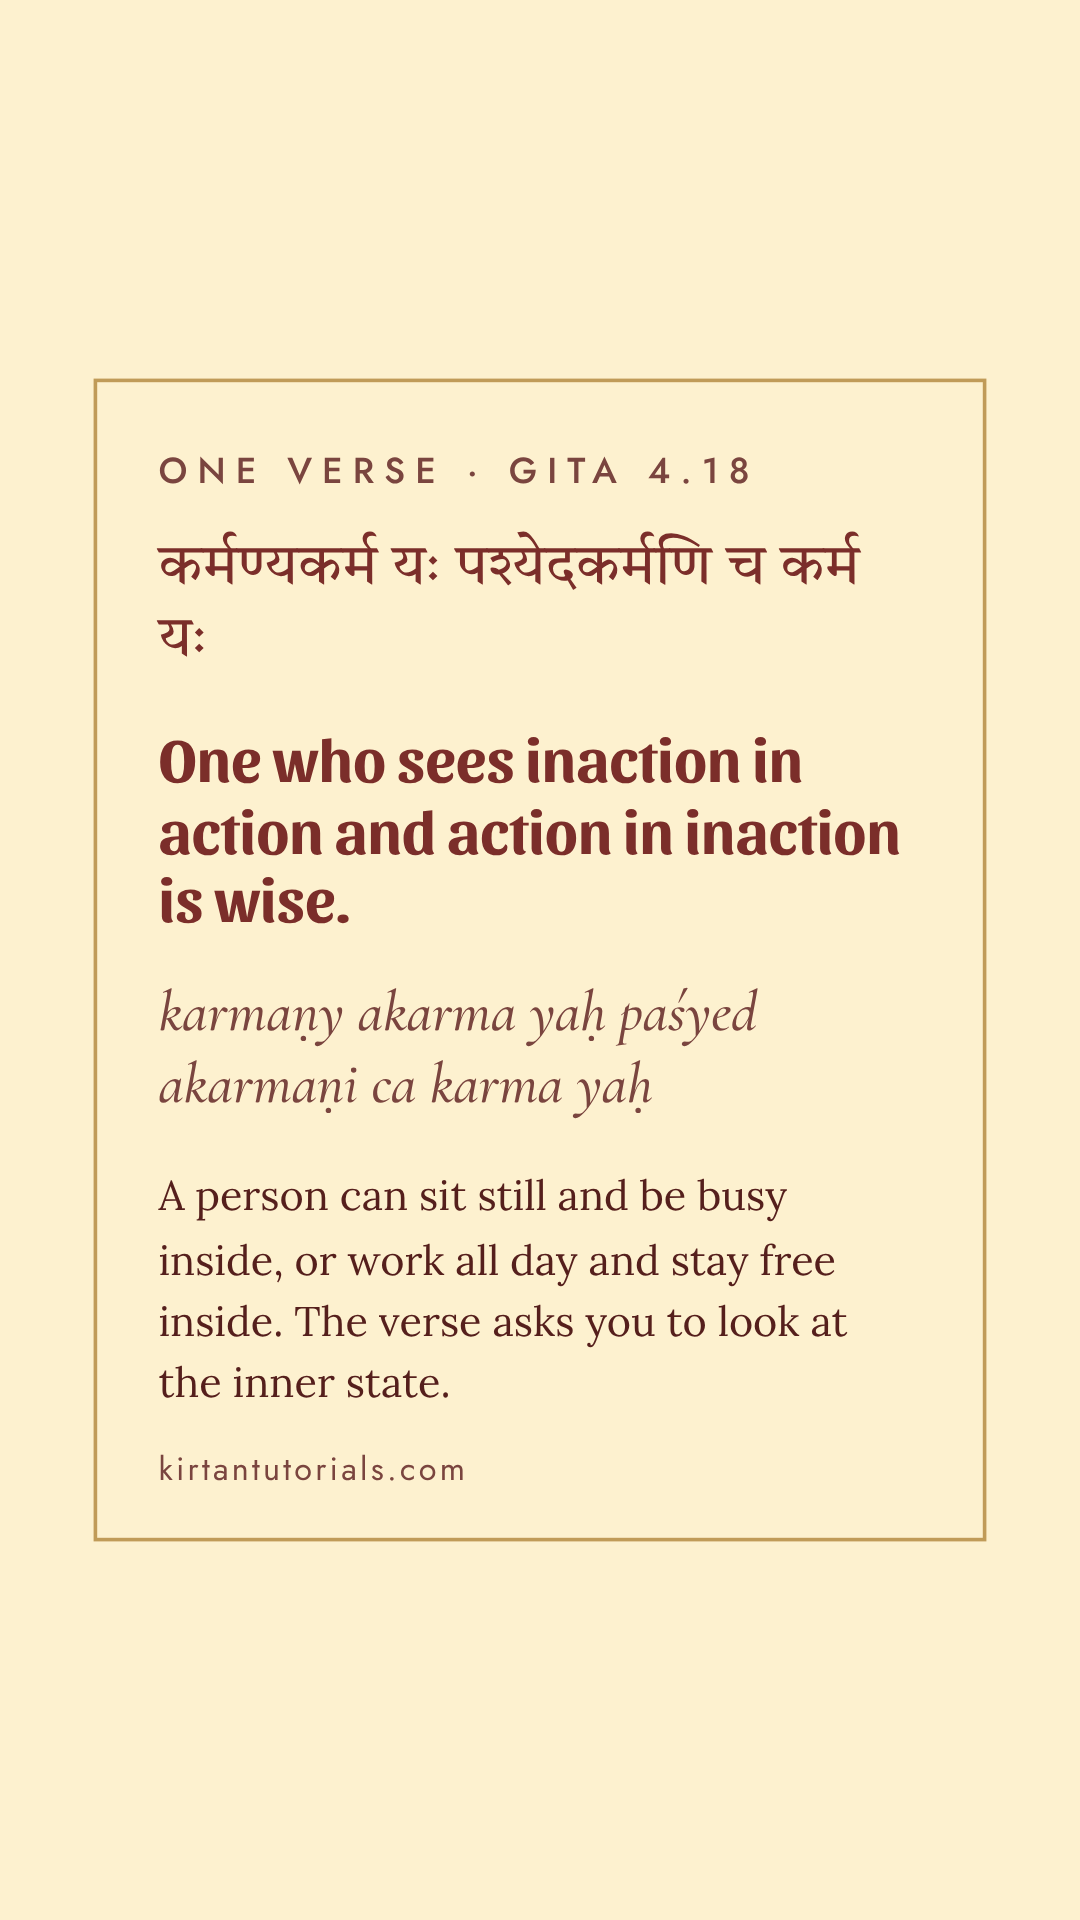 ONE VERSE · GITA 4.18
कर्मण्यकर्म यः पश्येदकर्मणि च कर्म
यः
One who sees inaction in
action and action in inaction
is wise.
karmaṇy akarma yaḥ paśyed
akarmaṇi ca karma yaḥ
A person can sit still and be busy
inside, or work all day and stay free
inside. The verse asks you to look at
the inner state.
kirtantutorials.com